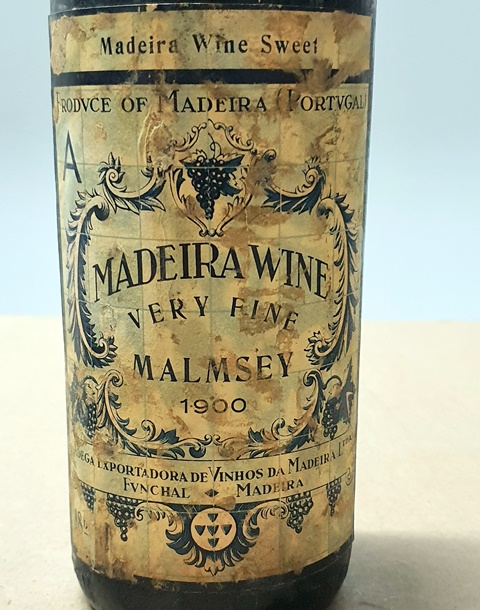 Madeira Wine Sweet
PRODVCE OF MADEIRA (PORTVGAL)
A
MADEIRA WINE
VERY FINE
MALMSEY
1900
EXPORTADORA DE VINHOS DA MADEIRA
FVNCHAL MADEIRA